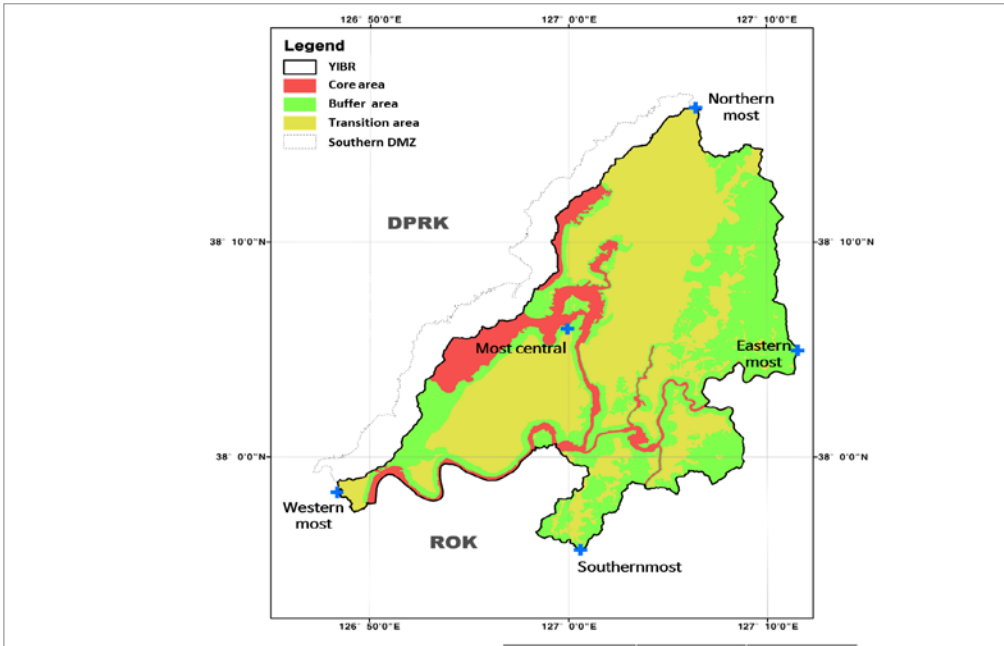 126° 50'0"E 127° 0'0"E 127° 10'0"E
Legend
YIBR
Core area
Buffer area
Transition area
Southern DMZ
Northern
most
DPRK
38° 10'0"N 38° 10'0"N
Most central
Eastern
most
38° 0'0"N 38° 0'0"N
Western
most
ROK
Southernmost
126° 50'0"E 127° 0'0"E 127° 10'0"E